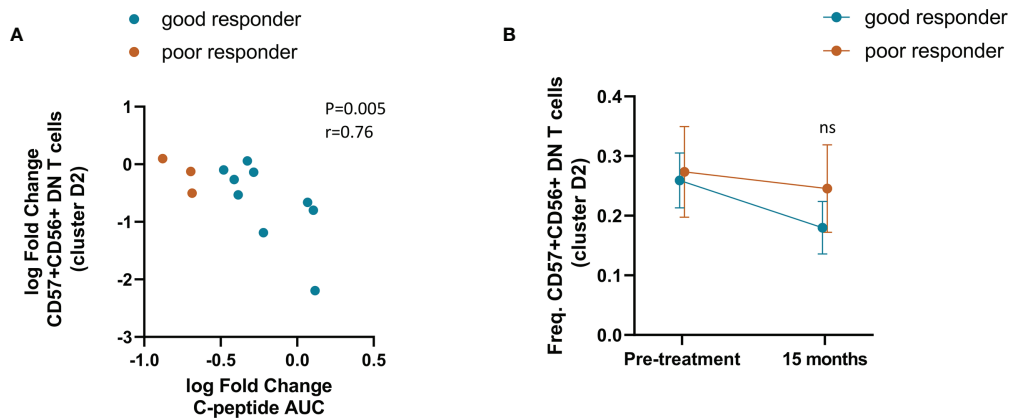 A
good responder
poor responder
P=0.005
r=0.76
log Fold Change
CD57+CD56+ DN T cells
(cluster D2)
1
0
-1
-2
-3
-1.0
-0.5
0.0
0.5
log Fold Change
C-peptide AUC
B
good responder
poor responder
ns
Freq. CD57+CD56+ DN T cells
(cluster D2)
0.4
0.3
0.2
0.1
0.0
Pre-treatment
15 months